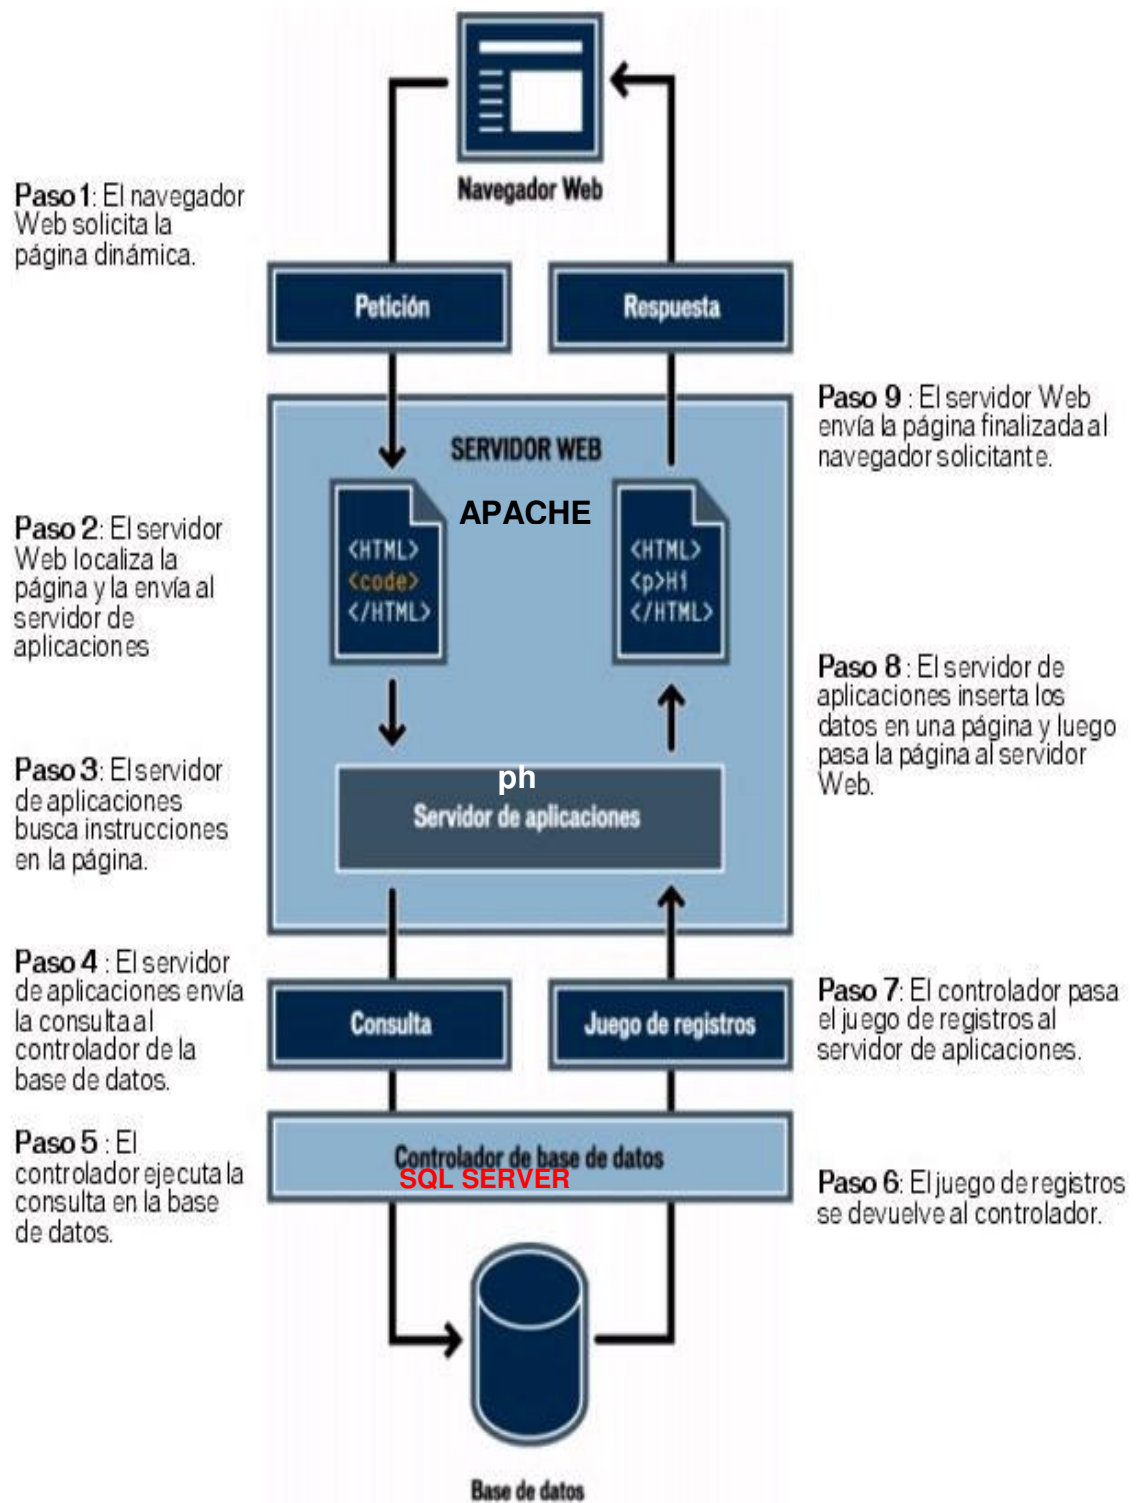 Navegador Web
Paso 1: El navegador
Web solicita la
página dinámica.
Petición
Respuesta
Paso 9 : El servidor Web
envía la página finalizada al
navegador solicitante.
SERVIDOR WEB
APACHE
Paso 2: El servidor
Web localiza la
página y la envía al
servidor de
aplicaciones
<HTML>
<code>
</HTML>
<HTML>
<p>Hi
</HTML>
Paso 8 : El servidor de
aplicaciones inserta los
datos en una página y luego
pasa la página al servidor
Web.
Paso 3: El servidor
de aplicaciones
busca instrucciones
en la página.
ph
Servidor de aplicaciones
Paso 4 : El servidor
de aplicaciones envía
la consulta al
controlador de la
base de datos.
Consulta
Juego de registros
Paso 7: El controlador pasa
el juego de registros al
servidor de aplicaciones.
Paso 5 : El
controlador ejecuta la
consulta en la base
de datos.
Controlador de base de datos
SQL SERVER
Paso 6: El juego de registros
se devuelve al controlador.
Base de datos